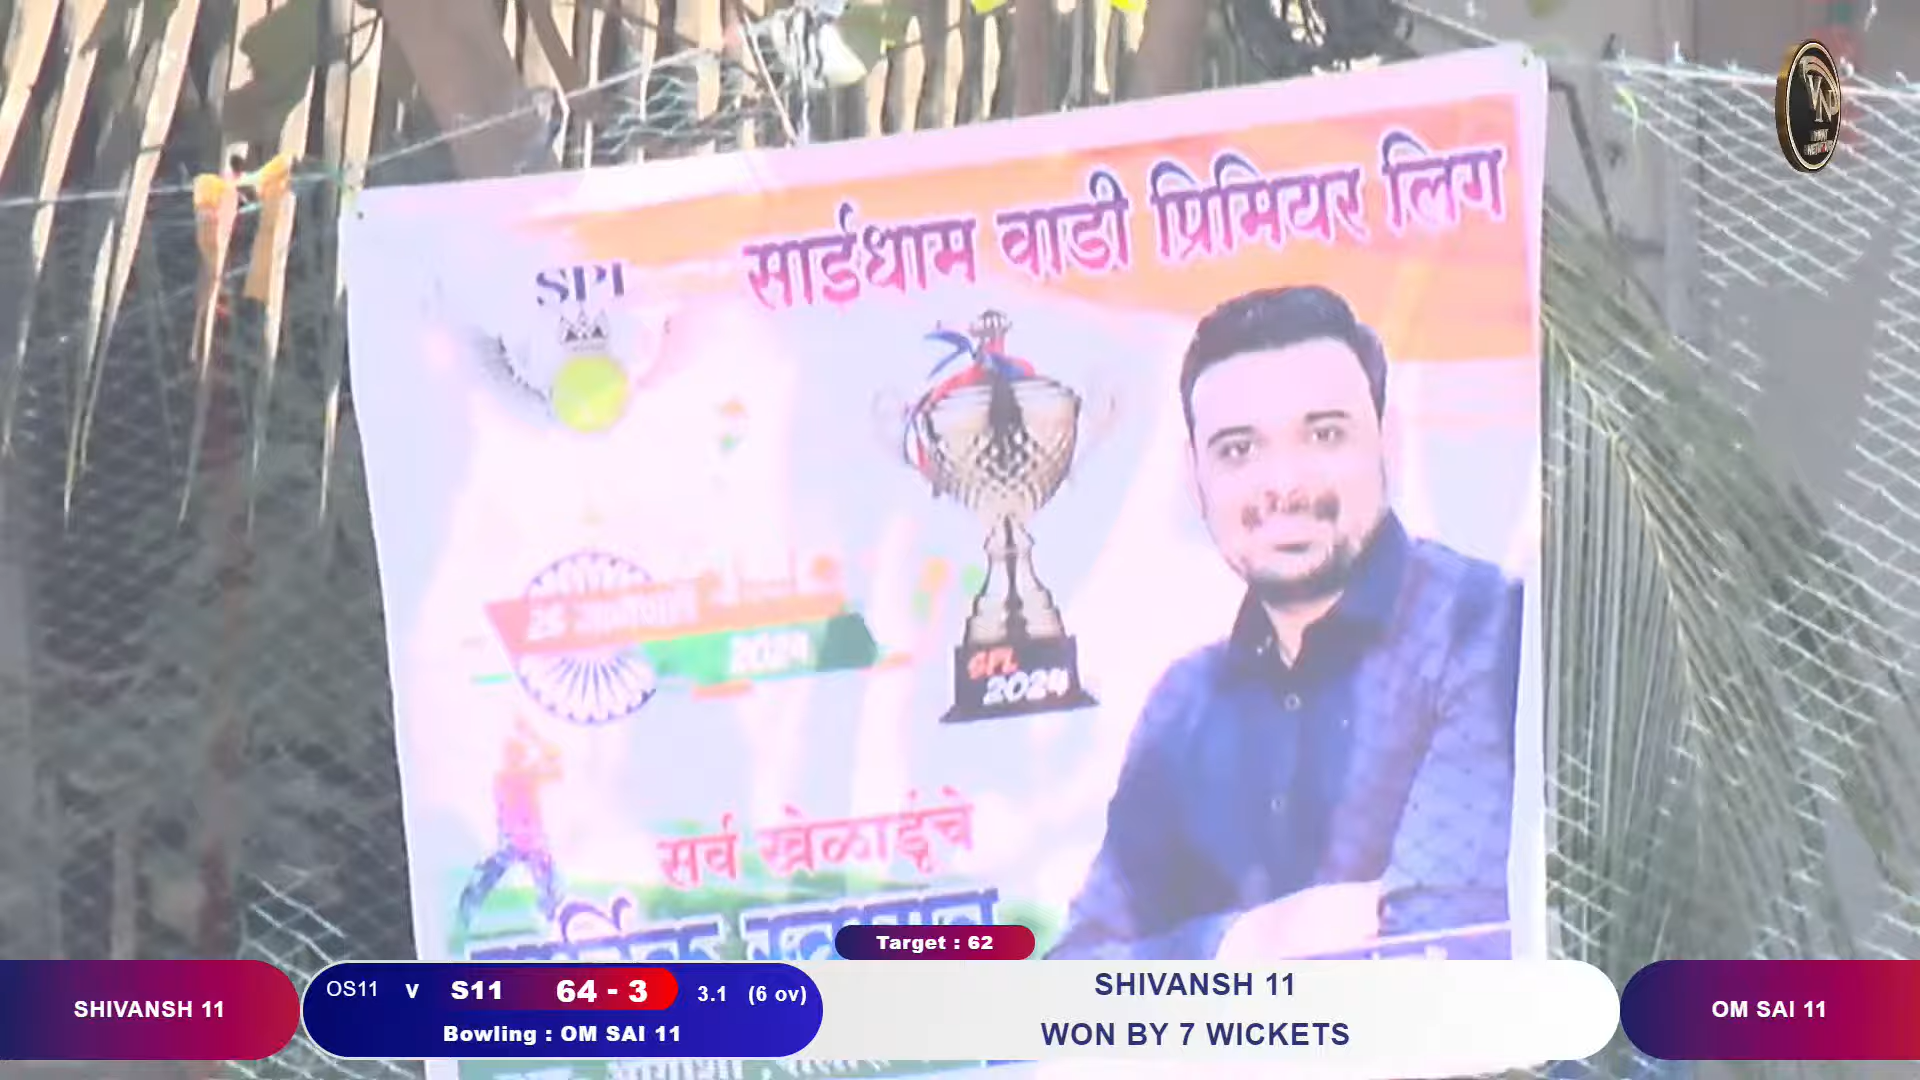 साईधाम वाडी प्रिमियर लिग
SPL
26 जानेवारी
2024
SPL
2024
सर्व खेळाडूंचे
Target : 62
SHIVANSH 11
OS11 v S11 64 - 3 3.1 (6 ov)
Bowling : OM SAI 11
SHIVANSH 11
WON BY 7 WICKETS
OM SAI 11